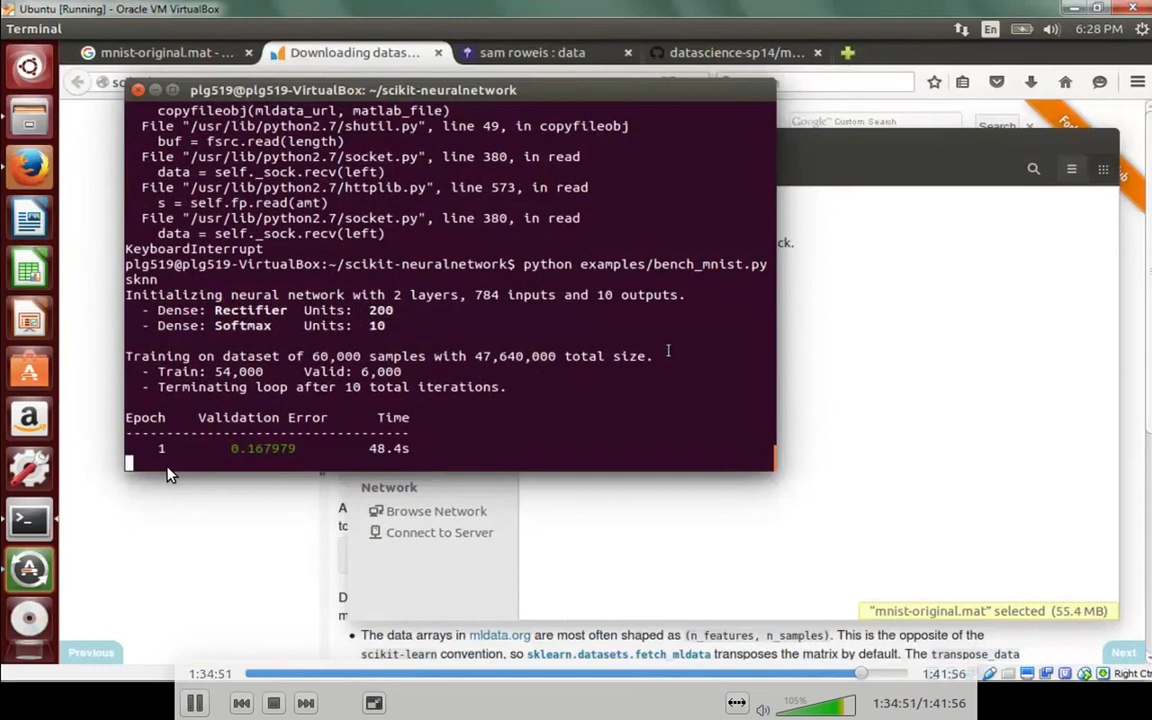 Ubuntu [Running] - Oracle VM VirtualBox
Terminal
En
6:28 PM
mnist-original.mat - ...
Downloading datas...
sam roweis : data
datascience-sp14/m...
Google™ Custom Search
Search
plg519@plg519-VirtualBox: ~/scikit-neuralnetwork
copyfileobj(mldata_url, matlab_file)
File "/usr/lib/python2.7/shutil.py", line 49, in copyfileobj
buf = fsrc.read(length)
File "/usr/lib/python2.7/socket.py", line 380, in read
data = self._sock.recv(left)
File "/usr/lib/python2.7/httplib.py", line 573, in read
s = self.fp.read(amt)
File "/usr/lib/python2.7/socket.py", line 380, in read
data = self._sock.recv(left)
KeyboardInterrupt
plg519@plg519-VirtualBox:~/scikit-neuralnetwork$ python examples/bench_mnist.py
sknn
Initializing neural network with 2 layers, 784 inputs and 10 outputs.
- Dense: Rectifier Units: 200
- Dense: Softmax Units: 10
Training on dataset of 60,000 samples with 47,640,000 total size.
- Train: 54,000 Valid: 6,000
- Terminating loop after 10 total iterations.
Epoch Validation Error Time
----------------------------------
1 0.167979 48.4s
ck.
Network
Browse Network
Connect to Server
"mnist-original.mat" selected (55.4 MB)
• The data arrays in mldata.org are most often shaped as (n_features, n_samples). This is the opposite of the
scikit-learn convention, so sklearn.datasets.fetch_mldata transposes the matrix by default. The transpose_data
Previous
Next
1:34:51
1:41:56
Right Ctrl
105%
1:34:51/1:41:56